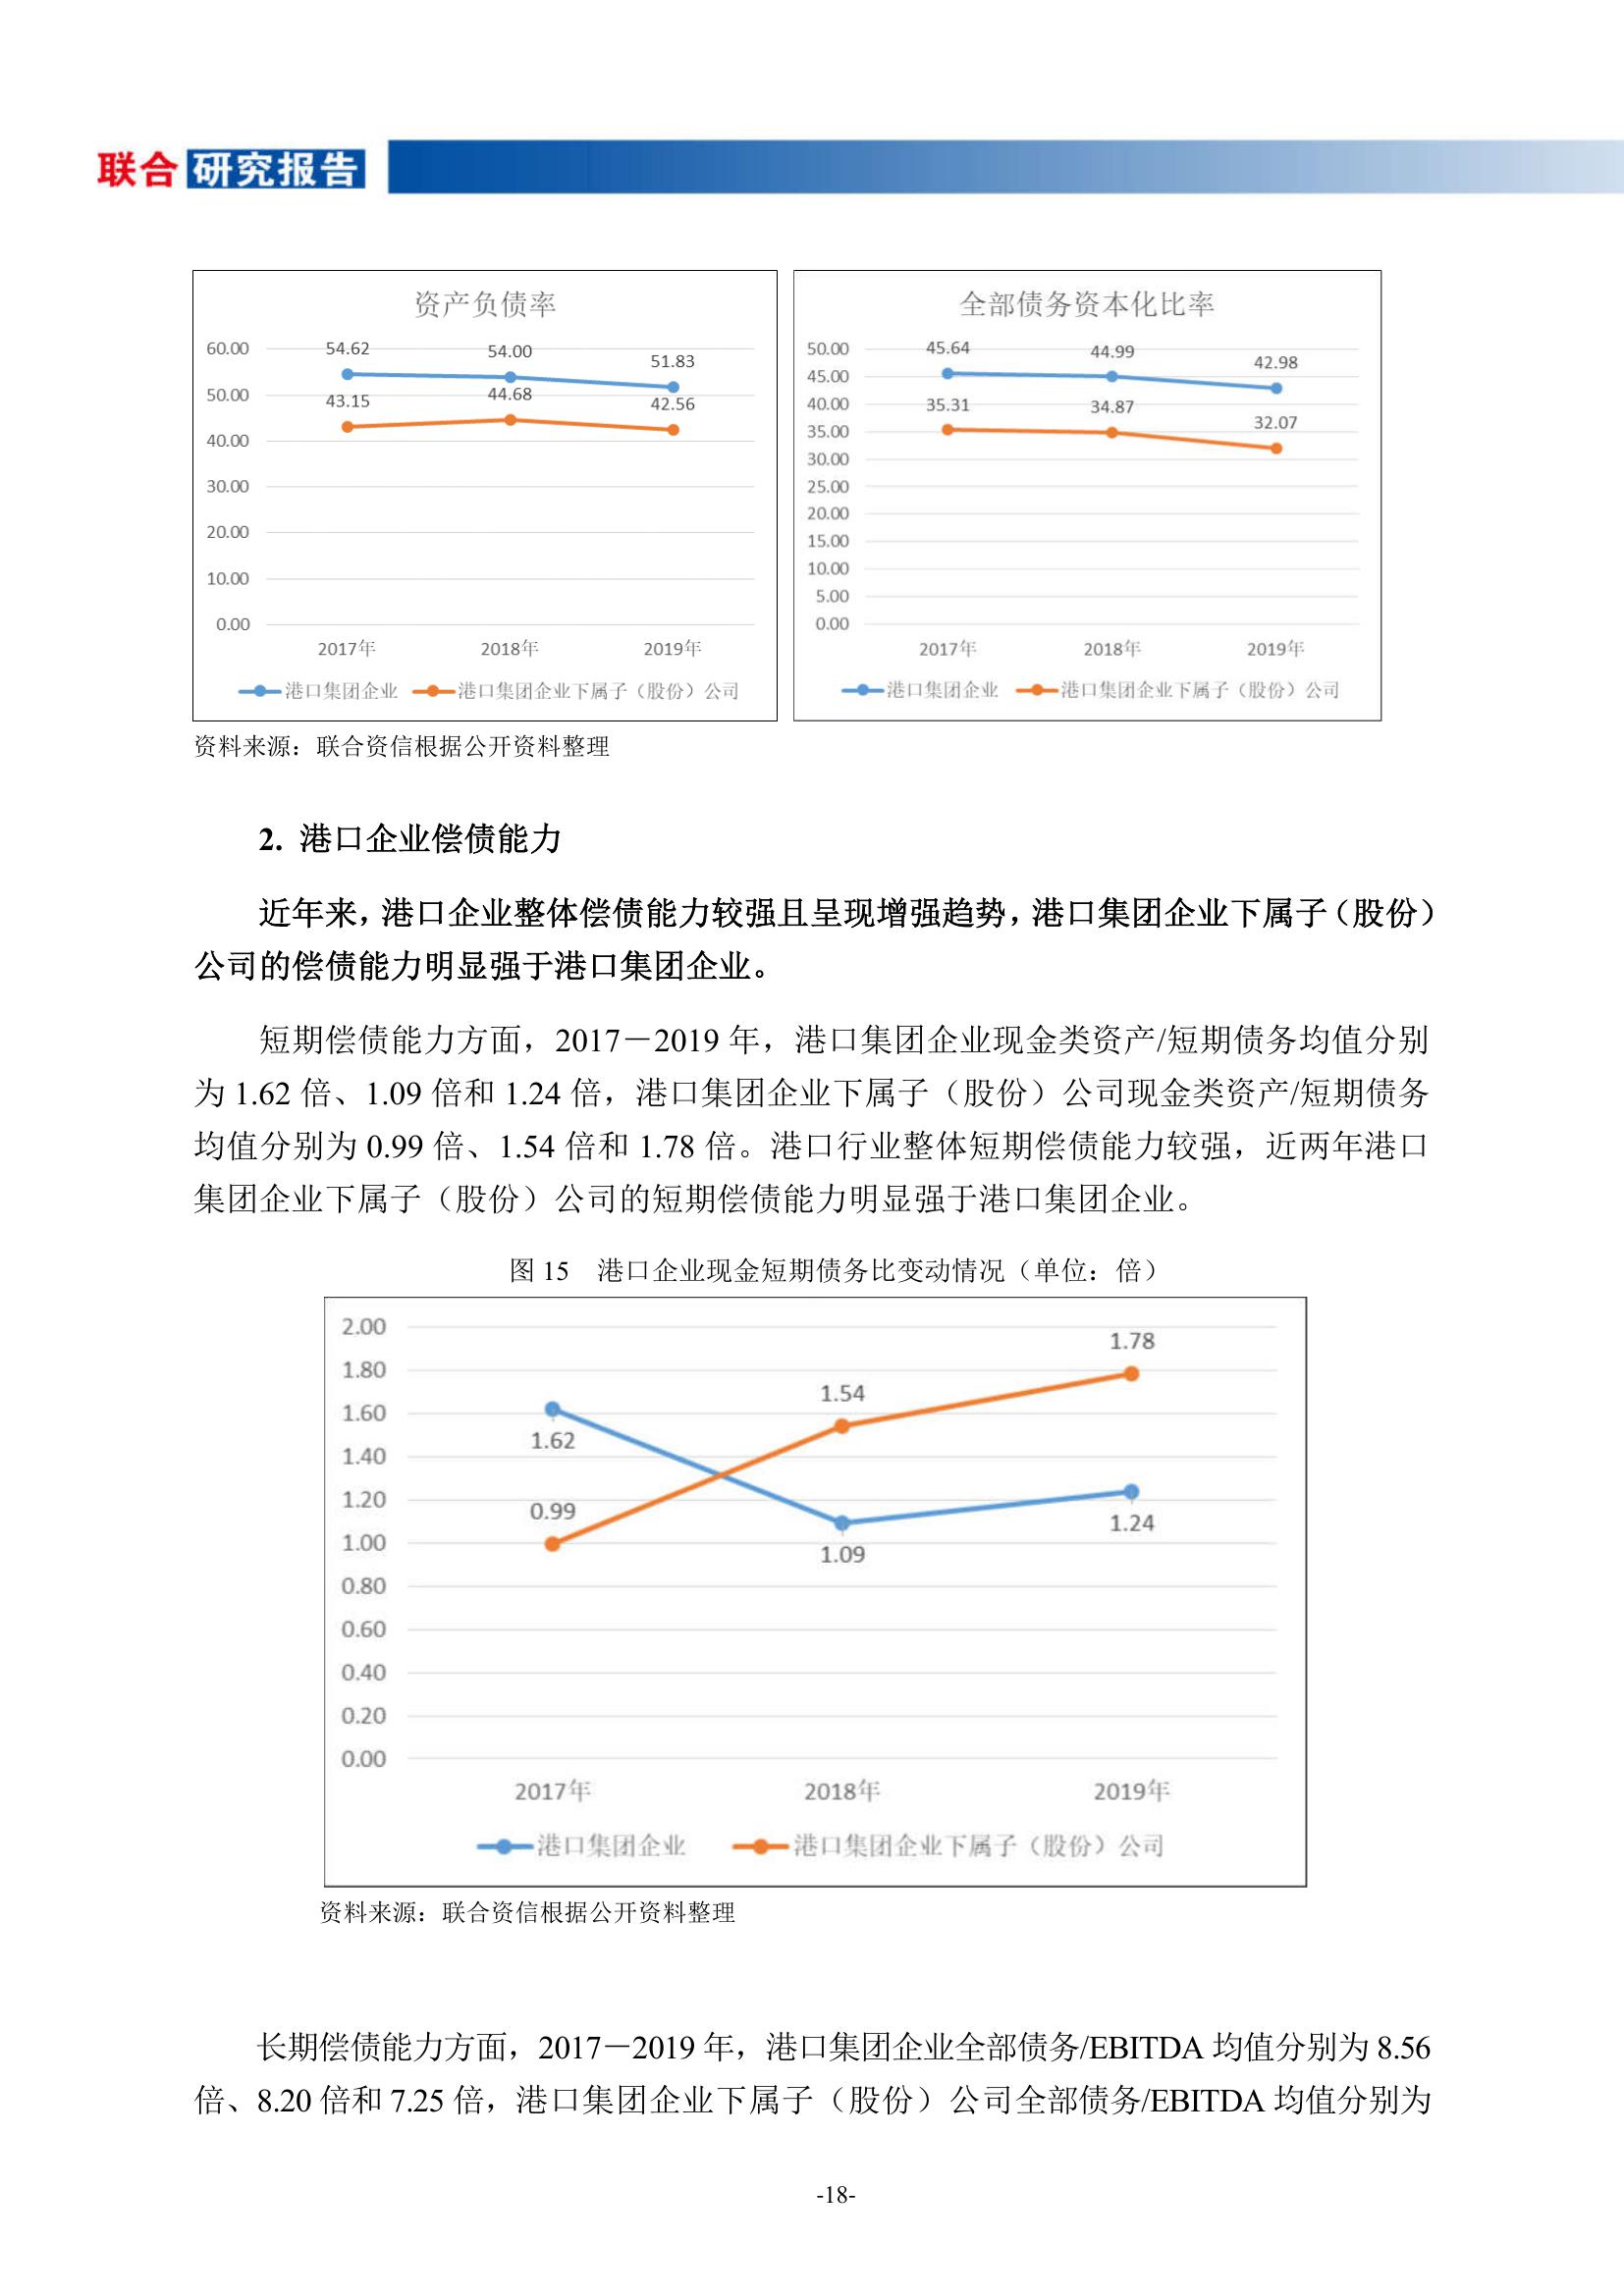 联合 研究报告
资产负债率
60.00
50.00
40.00
30.00
20.00
10.00
0.00
54.62 54.00 51.83
43.15 44.68 42.56
2017年 2018年 2019年
港口集团企业 港口集团企业下属子（股份）公司
全部债务资本化比率
50.00
45.00
40.00
35.00
30.00
25.00
20.00
15.00
10.00
5.00
0.00
45.64 44.99 42.98
35.31 34.87 32.07
2017年 2018年 2019年
港口集团企业 港口集团企业下属子（股份）公司
资料来源：联合资信根据公开资料整理
2. 港口企业偿债能力
近年来，港口企业整体偿债能力较强且呈现增强趋势，港口集团企业下属子（股份）
公司的偿债能力明显强于港口集团企业。
短期偿债能力方面，2017－2019 年，港口集团企业现金类资产/短期债务均值分别
为 1.62 倍、1.09 倍和 1.24 倍，港口集团企业下属子（股份）公司现金类资产/短期债务
均值分别为 0.99 倍、1.54 倍和 1.78 倍。港口行业整体短期偿债能力较强，近两年港口
集团企业下属子（股份）公司的短期偿债能力明显强于港口集团企业。
图 15 港口企业现金短期债务比变动情况（单位：倍）
2.00
1.80
1.60
1.40
1.20
1.00
0.80
0.60
0.40
0.20
0.00
1.62 1.09 1.24
0.99 1.54 1.78
2017年 2018年 2019年
港口集团企业 港口集团企业下属子（股份）公司
资料来源：联合资信根据公开资料整理
长期偿债能力方面，2017－2019 年，港口集团企业全部债务/EBITDA 均值分别为 8.56
倍、8.20 倍和 7.25 倍，港口集团企业下属子（股份）公司全部债务/EBITDA 均值分别为
-18-